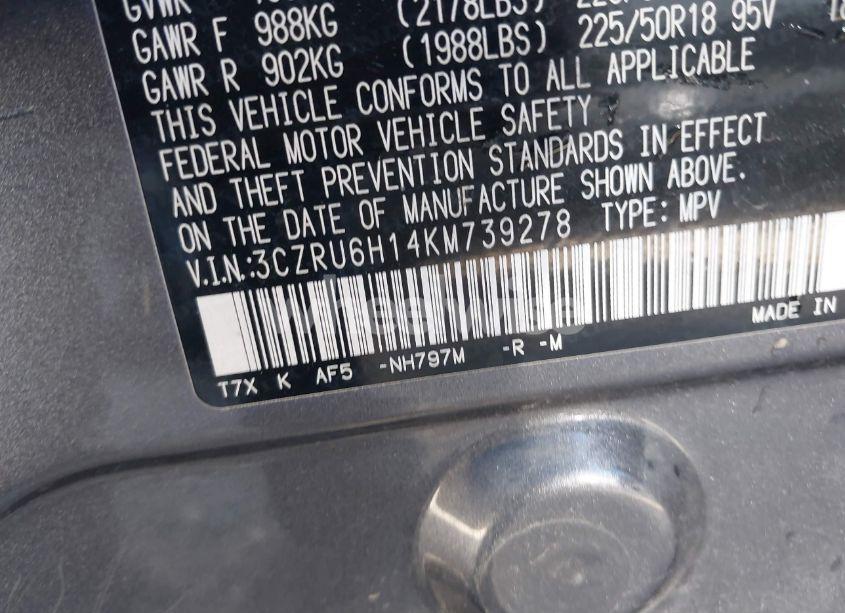 GVWR
GAWR F 988KG (2178LBS)
GAWR R 902KG (1988LBS) 225/50R18 95V
THIS VEHICLE CONFORMS TO ALL APPLICABLE
FEDERAL MOTOR VEHICLE SAFETY
AND THEFT PREVENTION STANDARDS IN EFFECT
ON THE DATE OF MANUFACTURE SHOWN ABOVE.
V.I.N.:3CZRU6H14KM739278 TYPE: MPV
wheelwise
MADE IN
T7X K AF5 -NH797M -R -M